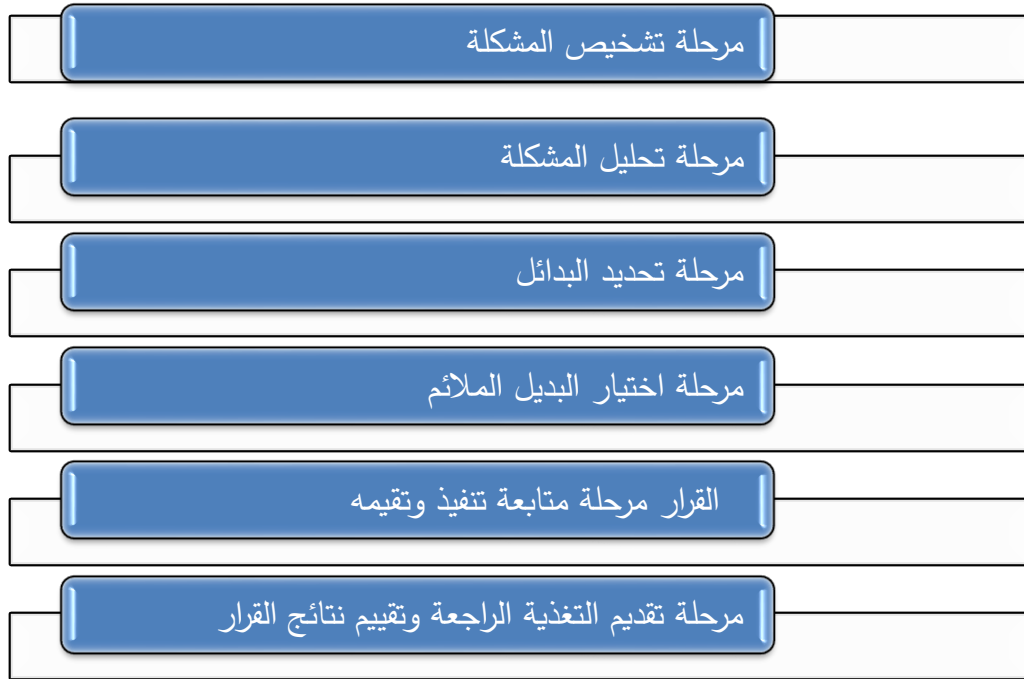 مرحلة تشخيص المشكلة
مرحلة تحليل المشكلة
مرحلة تحديد البدائل
مرحلة اختيار البديل الملائم
القرار مرحلة متابعة تنفيذ وتقيمه
مرحلة تقديم التغذية الراجعة وتقييم نتائج القرار